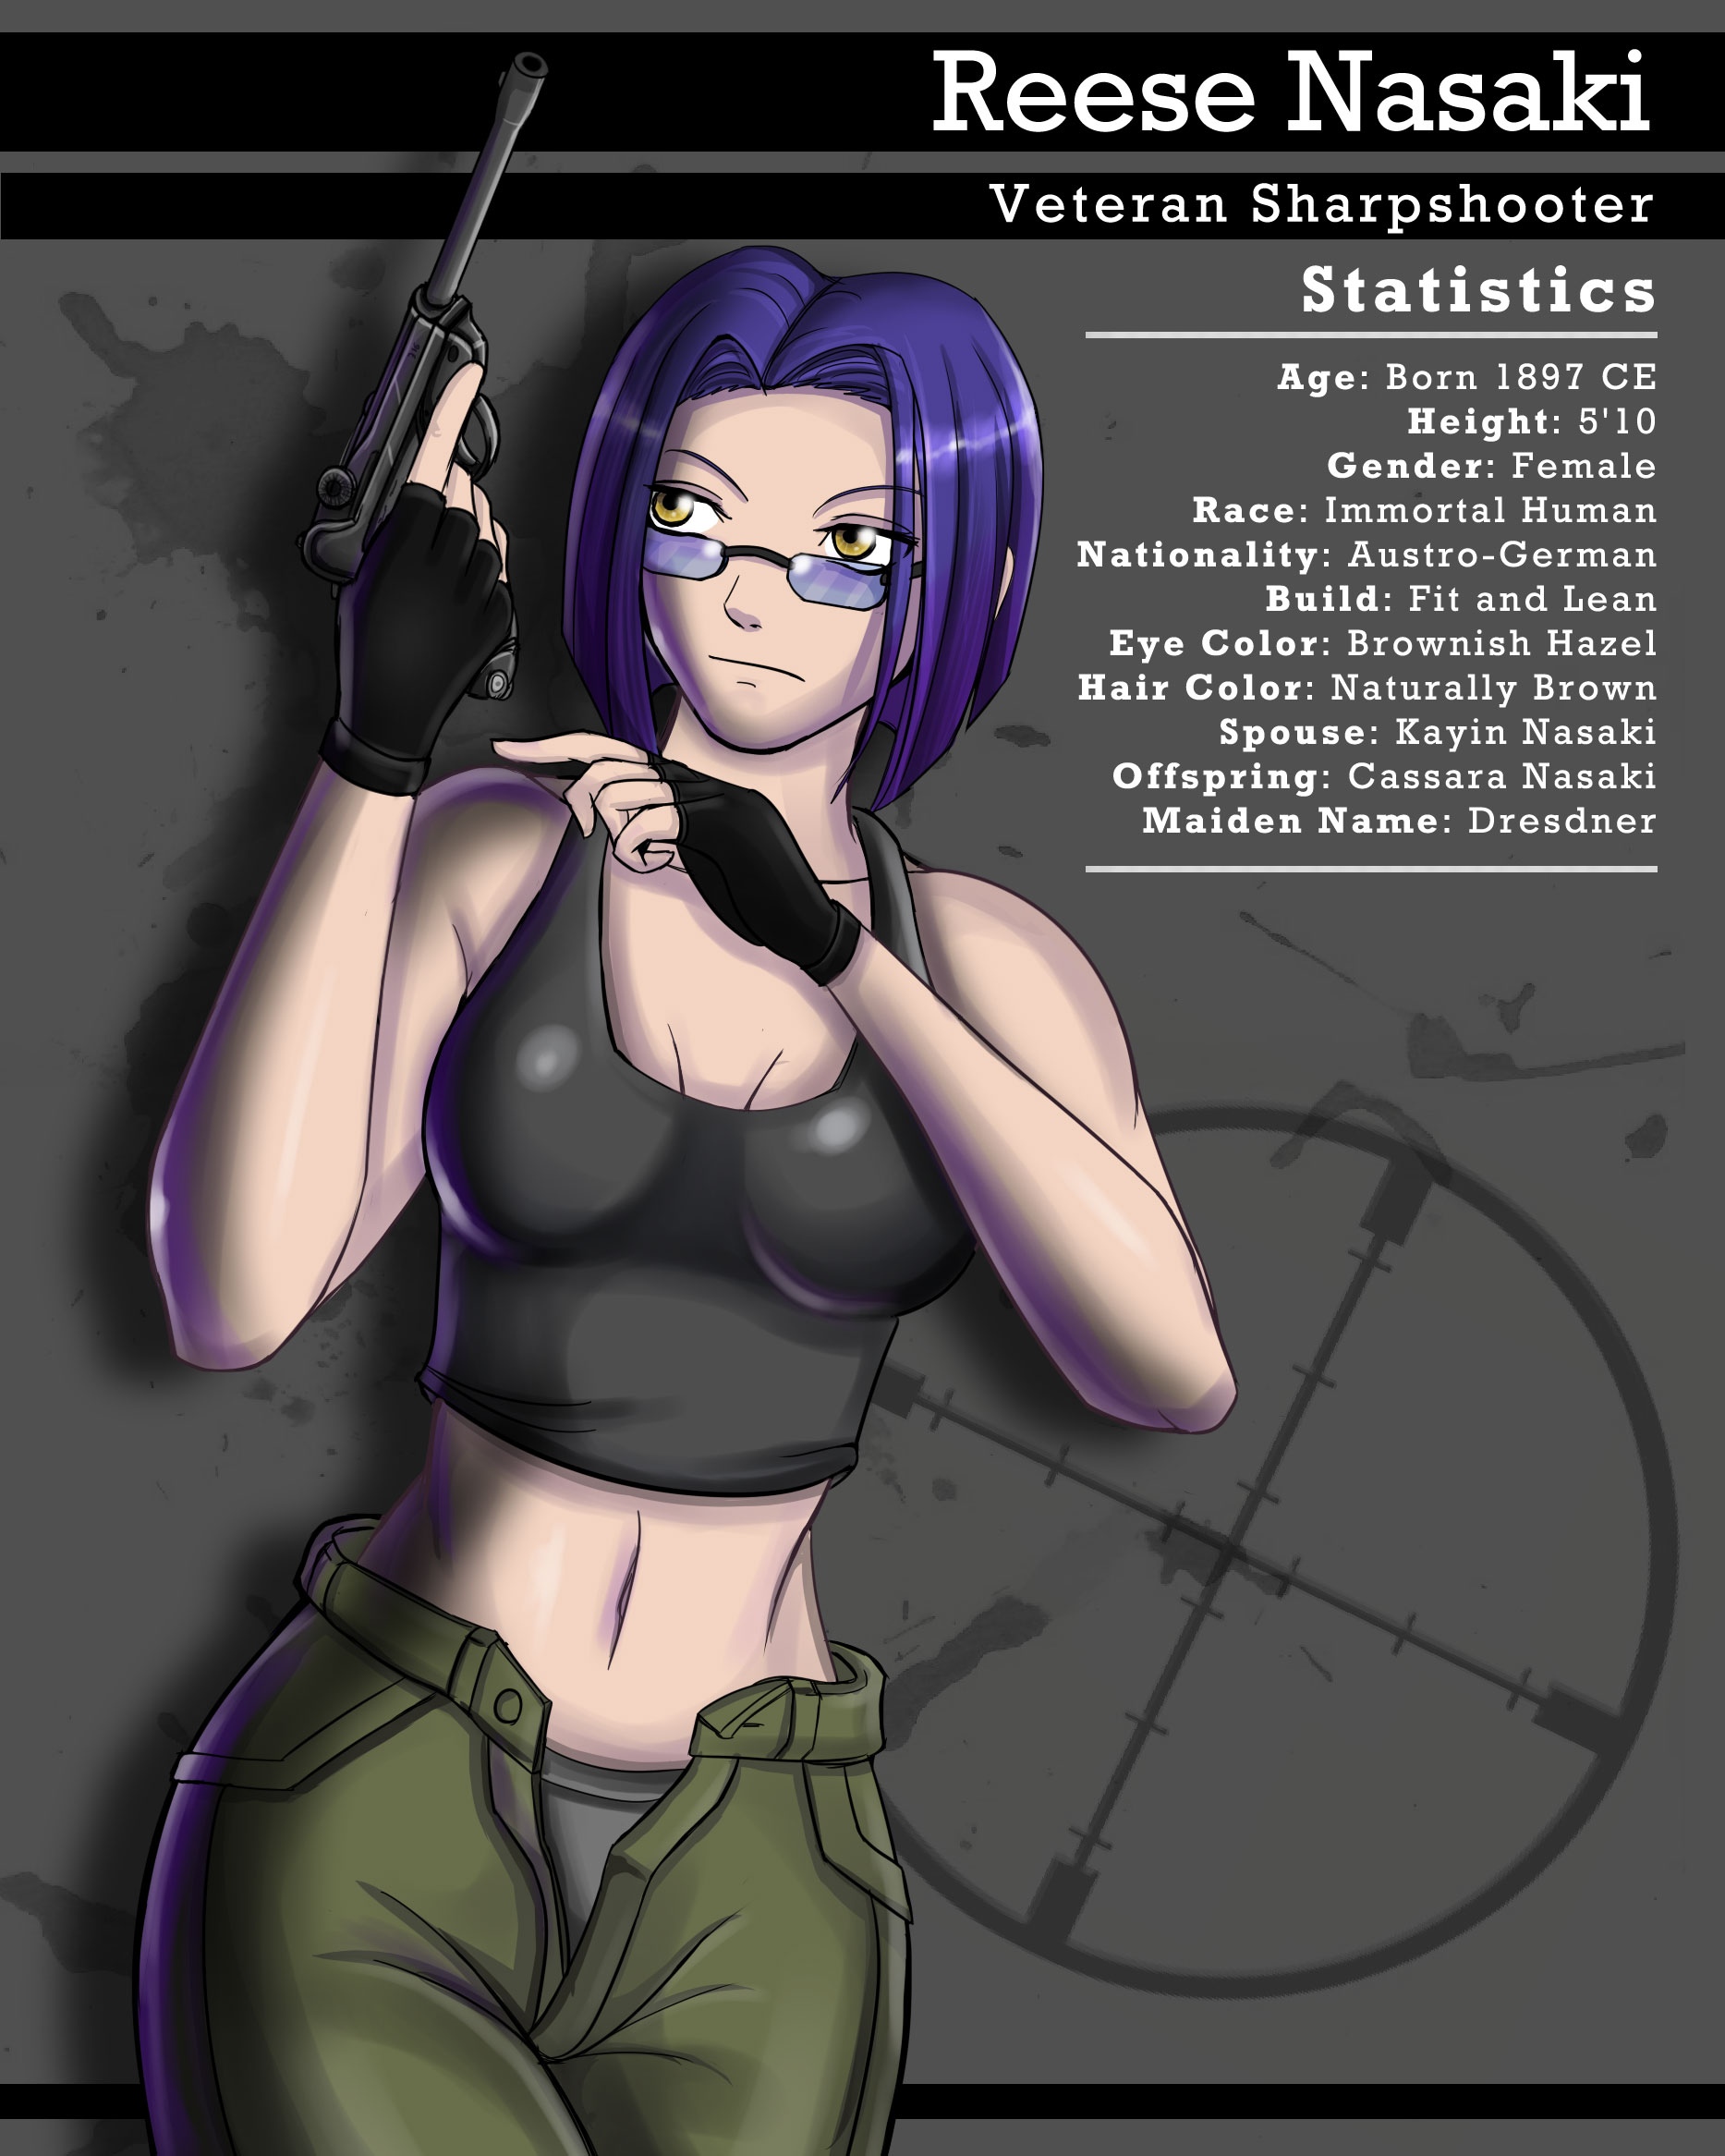 Reese Nasaki
Veteran Sharpshooter
Statistics
Age: Born 1897 CE
Height: 5'10
Gender: Female
Race: Immortal Human
Nationality: Austro-German
Build: Fit and Lean
Eye Color: Brownish Hazel
Hair Color: Naturally Brown
Spouse: Kayin Nasaki
Offspring: Cassara Nasaki
Maiden Name: Dresdner